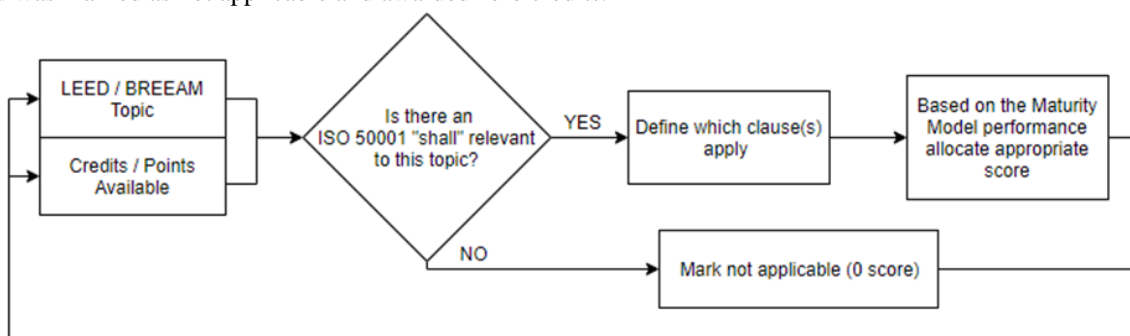 LEED / BREEAM
Topic
Credits / Points
Available
Is there an
ISO 50001 "shall" relevant
to this topic?
YES
Define which clause(s)
apply
Based on the Maturity
Model performance
allocate appropriate
score
NO
Mark not applicable (0 score)